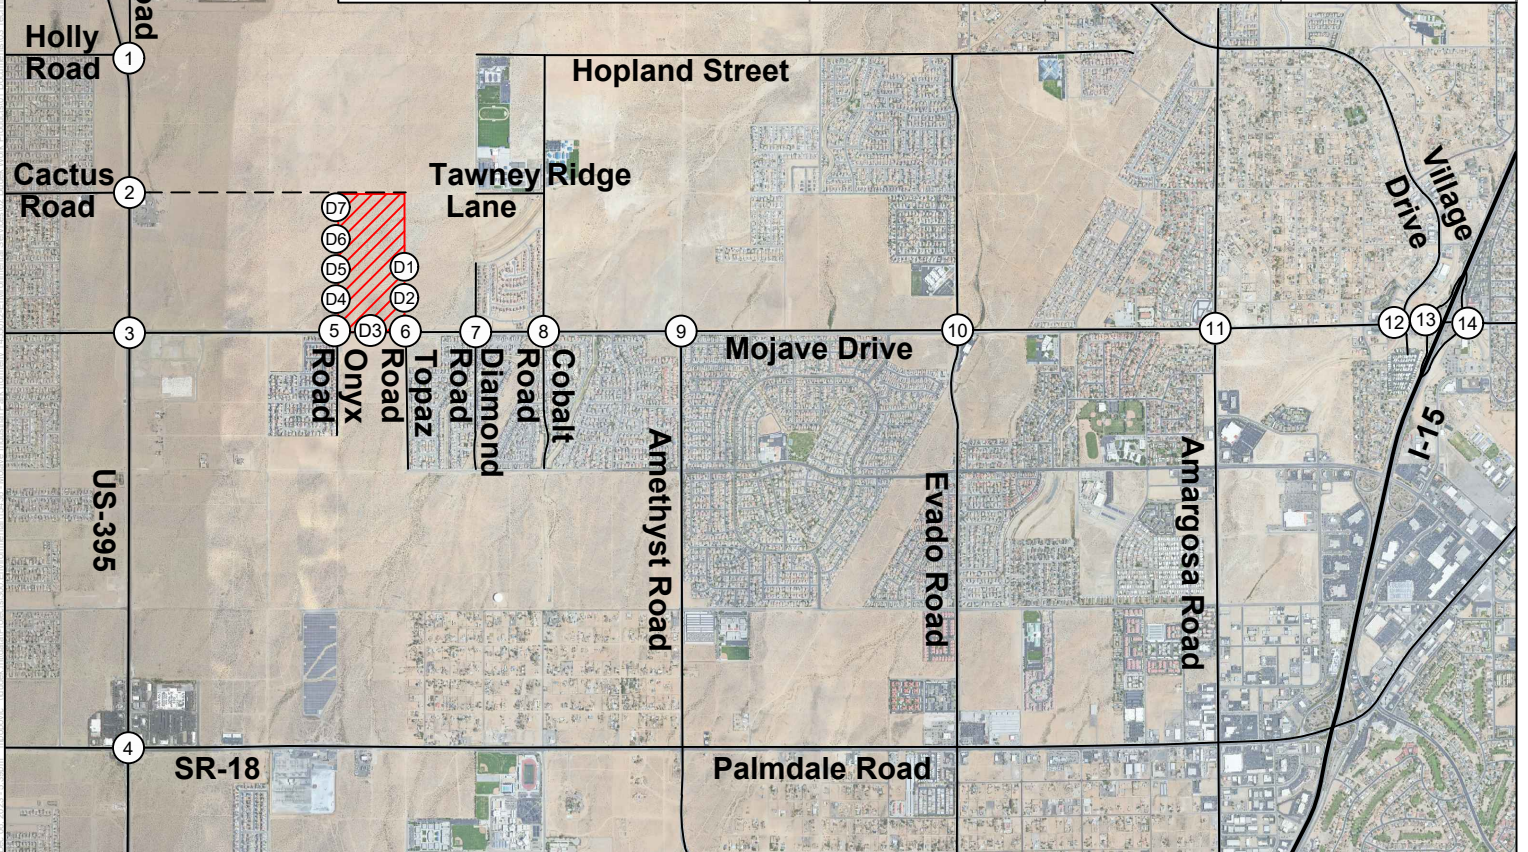 oad
Holly
Road
1
Hopland Street
Cactus
Road
2
Tawney Ridge
Lane
Village
Drive
D7
D6
D5
D4
D1
D2
3
5
D3
6
7
8
9
10
11
12
13
14
Mojave Drive
Onyx
Road
Topaz
Road
Diamond
Road
Cobalt
Road
US-395
Amethyst Road
Evado Road
Amargosa Road
I-15
4
SR-18
Palmdale Road